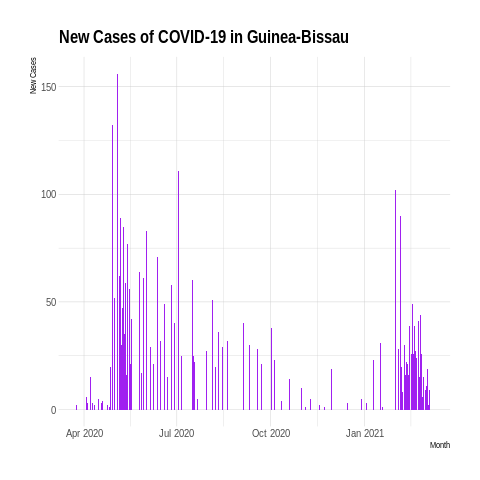 New Cases of COVID-19 in Guinea-Bissau
New Cases
150
100
50
0
Apr 2020 Jul 2020 Oct 2020 Jan 2021
Month